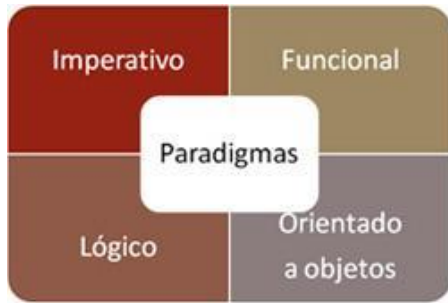 Imperativo
Funcional
Paradigmas
Lógico
Orientado
a objetos